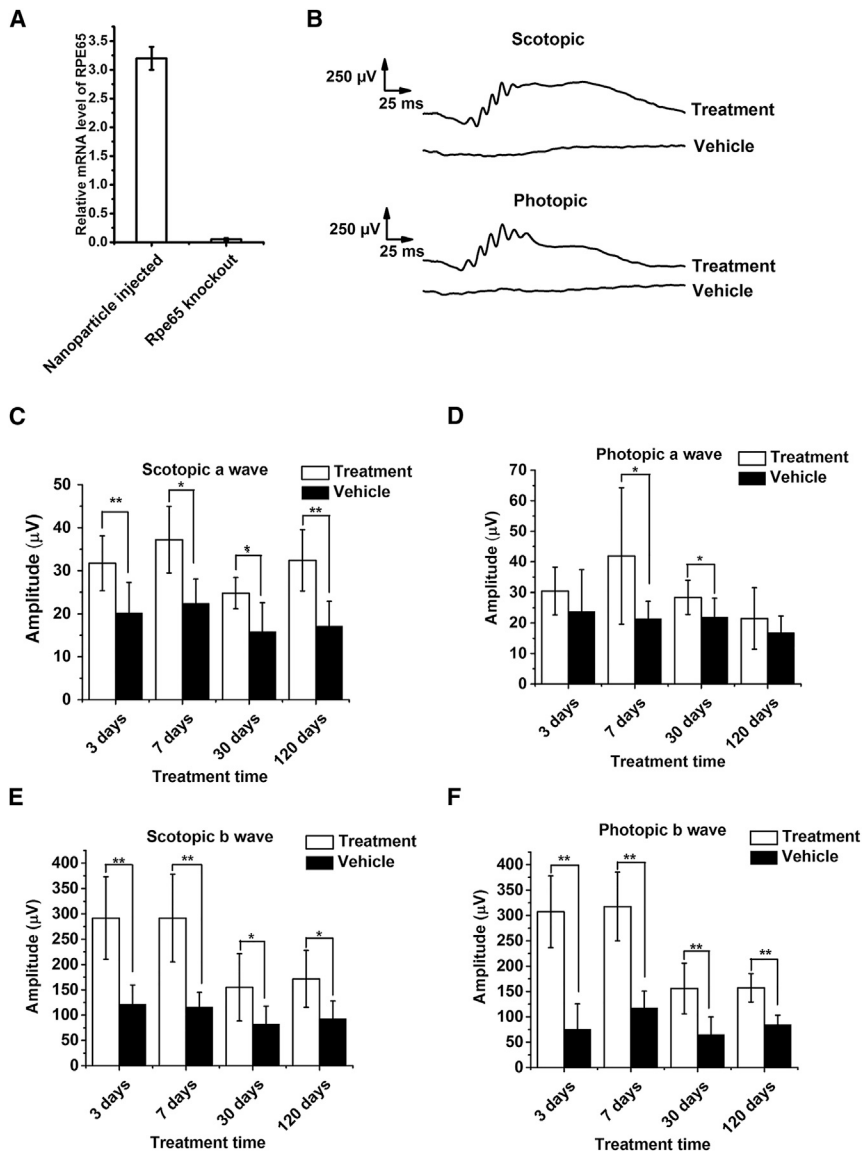 A
Relative mRNA level of RPE65
3.5
3.0
2.5
2.0
1.5
1.0
0.5
0.0
Nanoparticle injected
Rpe65 knockout
B
Scotopic
250 µV
25 ms
Treatment
Vehicle
Photopic
250 µV
25 ms
Treatment
Vehicle
C
Scotopic a wave
Treatment
Vehicle
Amplitude (µV)
50
40
30
20
10
0
**
*
*
**
3 days
7 days
30 days
120 days
Treatment time
D
Photopic a wave
Treatment
Vehicle
Amplitude (µV)
70
60
50
40
30
20
10
0
*
*
3 days
7 days
30 days
120 days
Treatment time
E
Scotopic b wave
Treatment
Vehicle
Amplitude (µV)
400
350
300
250
200
150
100
50
0
**
**
*
*
3 days
7 days
30 days
120 days
Treatment time
F
Photopic b wave
Treatment
Vehicle
Amplitude (µV)
400
350
300
250
200
150
100
50
0
**
**
**
**
3 days
7 days
30 days
120 days
Treatment time